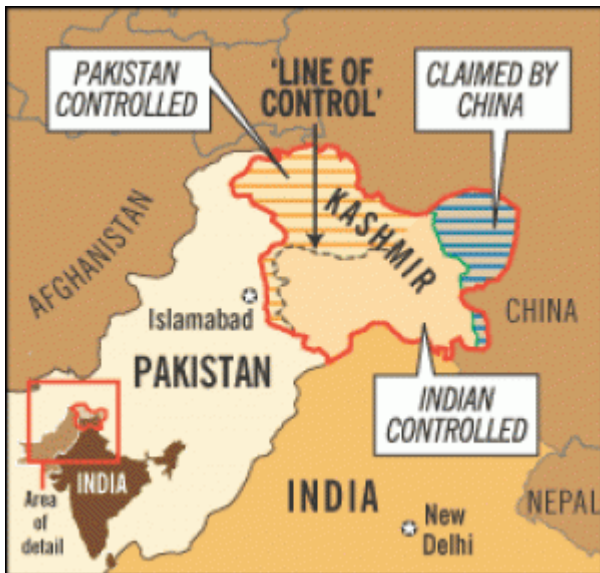 PAKISTAN
CONTROLLED
'LINE OF
CONTROL'
CLAIMED BY
CHINA
KASHMIR
AFGHANISTAN
Islamabad
CHINA
PAKISTAN
INDIAN
CONTROLLED
INDIA
Area
of
detail
INDIA
New
Delhi
NEPAL